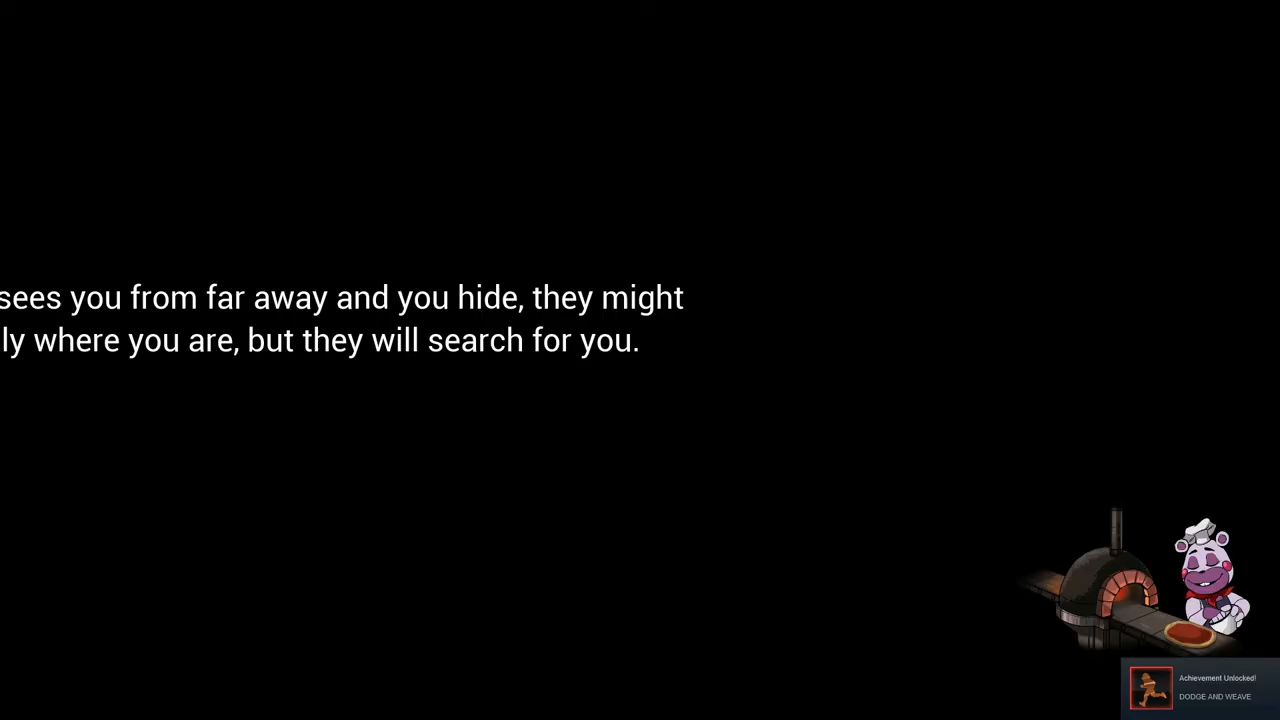 sees you from far away and you hide, they might
ly where you are, but they will search for you.
Achievement Unlocked!
DODGE AND WEAVE